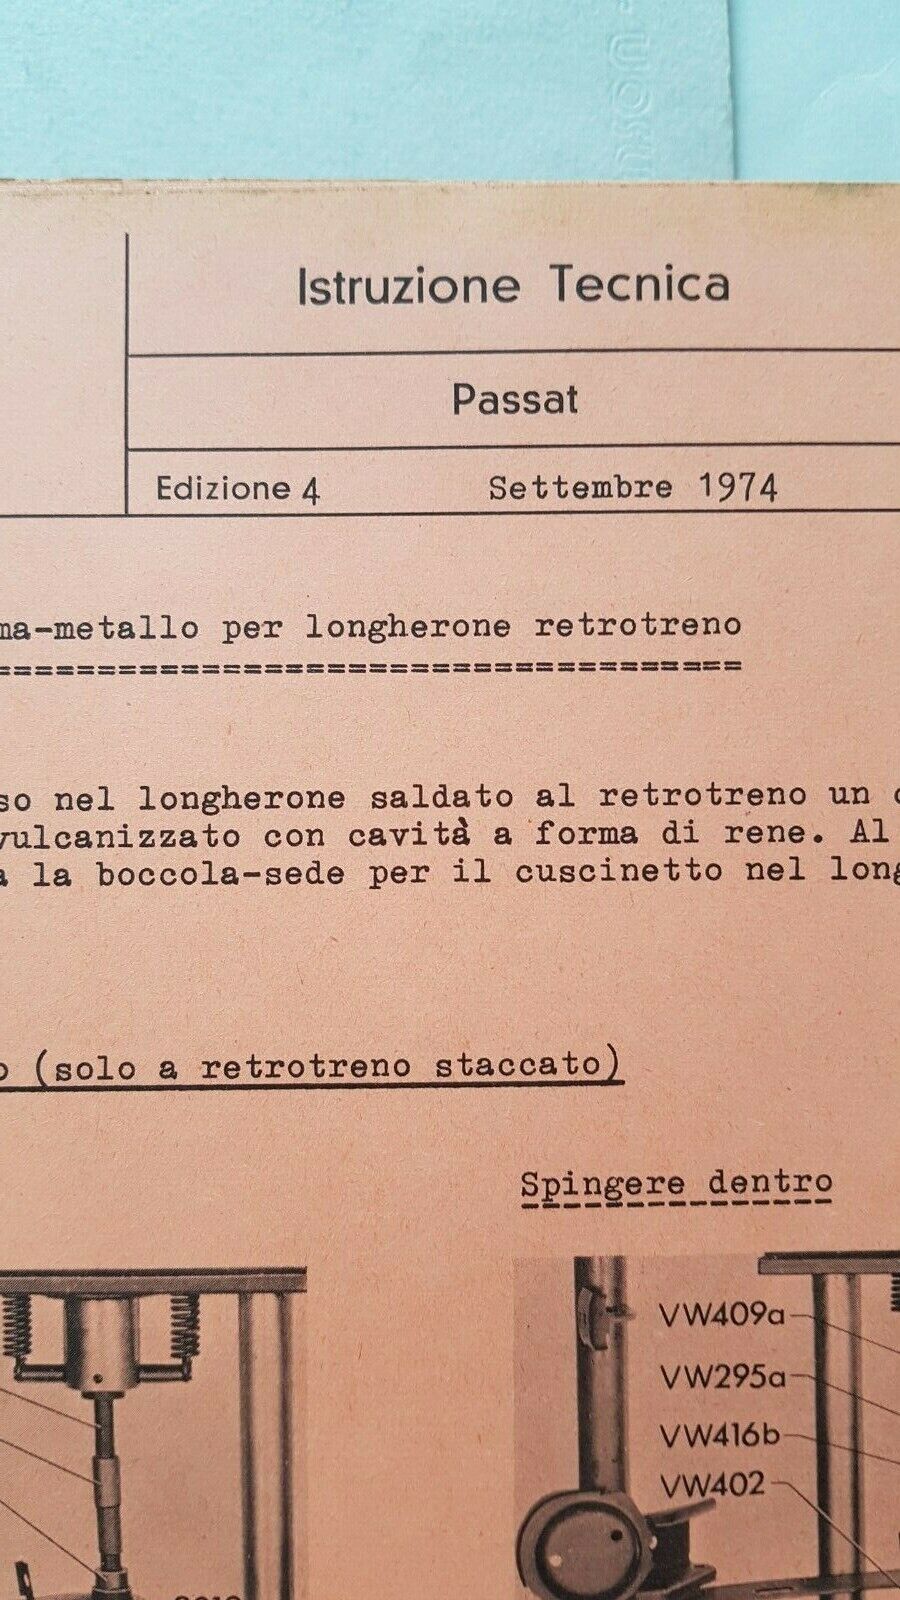 Istruzione Tecnica
Passat
Edizione 4 Settembre 1974
ma-metallo per longherone retrotreno
so nel longherone saldato al retrotreno un
vulcanizzato con cavità a forma di rene. Al
a la boccola-sede per il cuscinetto nel long
o (solo a retrotreno staccato)
Spingere dentro
VW409a
VW295a
VW416b
VW402